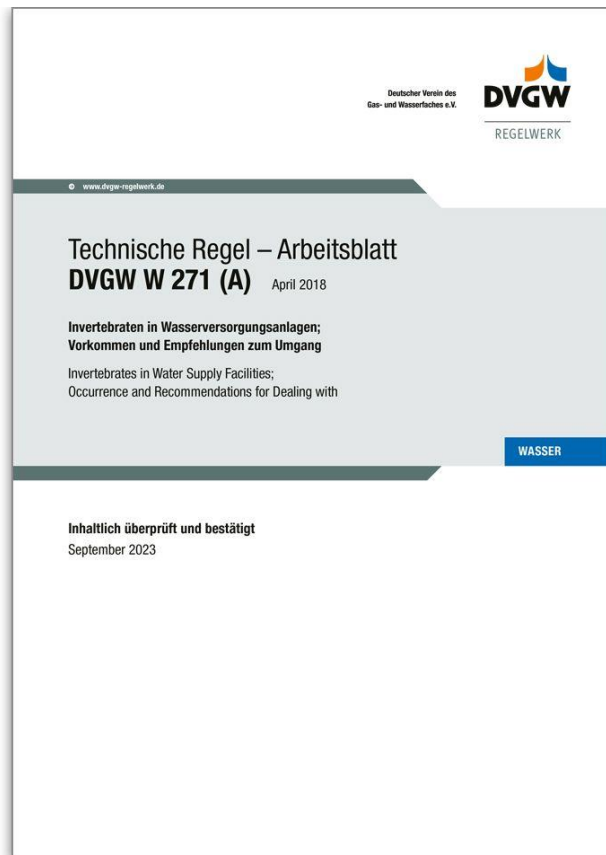 Deutscher Verein des
Gas- und Wasserfaches e.V.
DVGW
REGELWERK
© www.dvgw-regelwerk.de
Technische Regel – Arbeitsblatt
DVGW W 271 (A) April 2018
Invertebraten in Wasserversorgungsanlagen;
Vorkommen und Empfehlungen zum Umgang
Invertebrates in Water Supply Facilities;
Occurrence and Recommendations for Dealing with
WASSER
Inhaltlich überprüft und bestätigt
September 2023